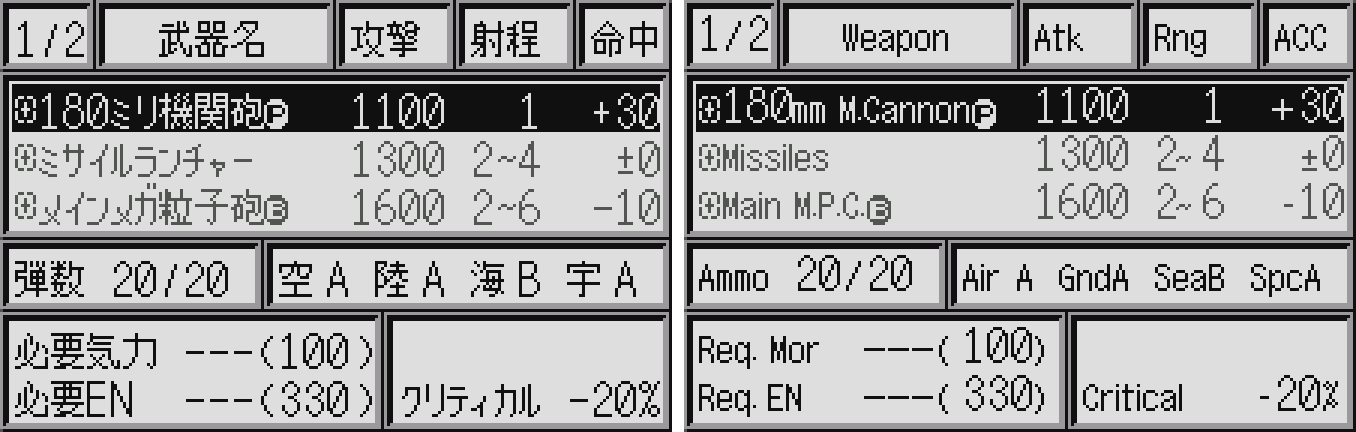 1/2 武器名 攻撃 射程 命中
180ミリ機関砲Ⓟ 1100 1 +30
ミサイルランチャー 1300 2~4 ±0
メインメガ粒子砲Ⓑ 1600 2~6 -10
弾数 20/20 空A 陸A 海B 宇A
必要気力 ---(100)
必要EN ---(330) クリティカル -20%
1/2 Weapon Atk Rng ACC
180mm M.CannonⓅ 1100 1 +30
Missiles 1300 2~4 ±0
Main M.P.C.Ⓑ 1600 2~6 -10
Ammo 20/20 Air A GndA SeaB SpcA
Req. Mor ---(100)
Req. EN ---(330) Critical -20%